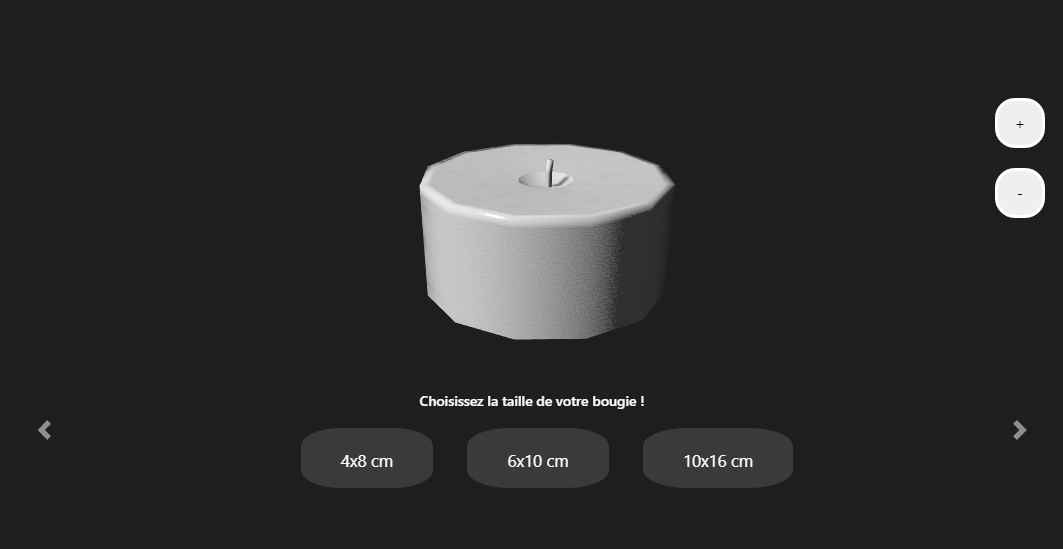 +
-
Choisissez la taille de votre bougie !
4x8 cm
6x10 cm
10x16 cm